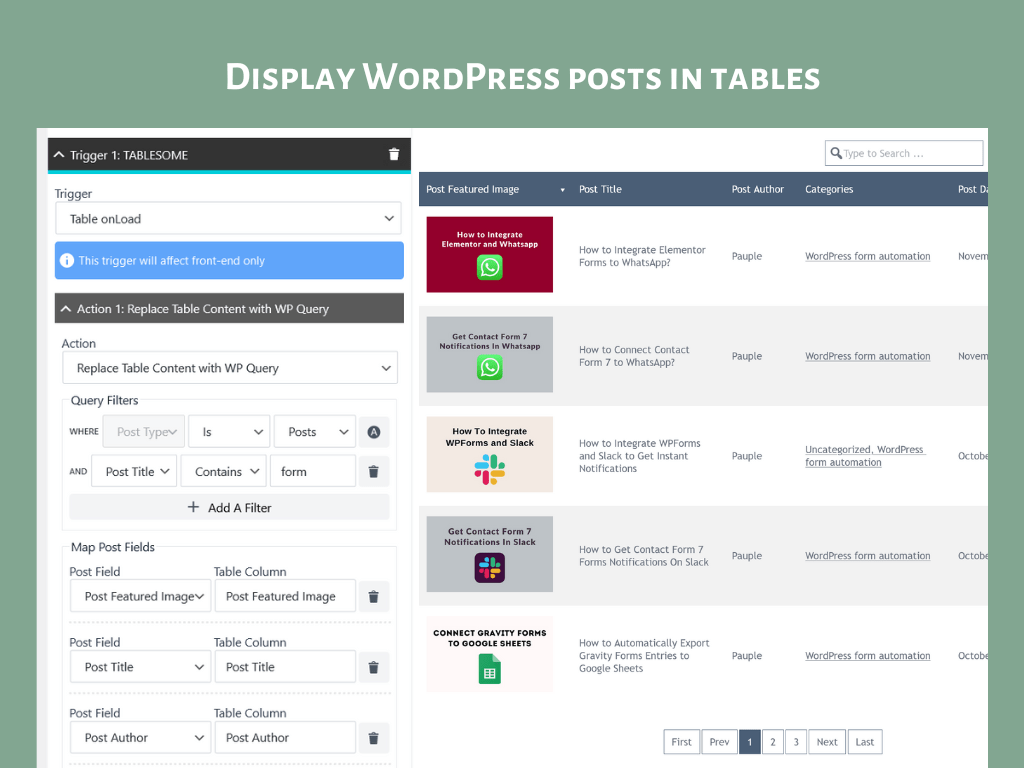 Display WordPress posts in tables
Trigger 1: TABLESOME
Trigger
Table onLoad
This trigger will affect front-end only
Action 1: Replace Table Content with WP Query
Action
Replace Table Content with WP Query
Query Filters
WHERE Post Type Is Posts A
AND Post Title Contains form
+ Add A Filter
Map Post Fields
Post Field Table Column
Post Featured Image Post Featured Image
Post Field Table Column
Post Title Post Title
Post Field Table Column
Post Author Post Author
Type to Search ...
Post Featured Image Post Title Post Author Categories Post Da
How to Integrate
Elementor and Whatsapp
How to Integrate Elementor
Forms to WhatsApp?
Pauple
WordPress form automation
Novem
Get Contact Form 7
Notifications In Whatsapp
How to Connect Contact
Form 7 to WhatsApp?
Pauple
WordPress form automation
Novem
How To Integrate
WPForms and Slack
How to Integrate WPForms
and Slack to Get Instant
Notifications
Pauple
Uncategorized, WordPress
form automation
Octobe
Get Contact Form 7
Notifications In Slack
How to Get Contact Form 7
Forms Notifications On Slack
Pauple
WordPress form automation
Octobe
CONNECT GRAVITY FORMS
TO GOOGLE SHEETS
How to Automatically Export
Gravity Forms Entries to
Google Sheets
Pauple
WordPress form automation
Octobe
First Prev 1 2 3 Next Last